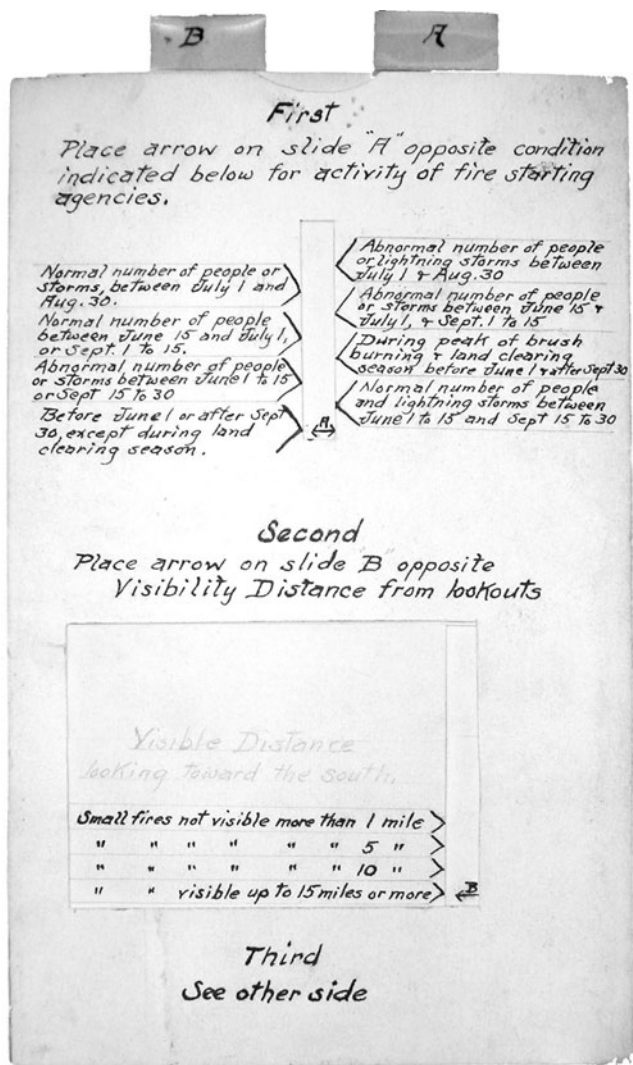 B
A
First
Place arrow on slide "A" opposite condition
indicated below for activity of fire starting
agencies.
Normal number of people or
storms, between July 1 and
Aug. 30.
Normal number of people
between June 15 and July 1,
or Sept. 1 to 15.
Abnormal number of people
or storms between June 1 to 15
or Sept 15 to 30
Before June 1 or after Sept
30, except during land
clearing season.
Abnormal number of people
or lightning storms between
July 1 & Aug. 30
Abnormal number of people
or storms between June 15 &
July 1, & Sept. 1 to 15
During peak of brush
burning & land clearing
season before June 1 & after Sept 30
Normal number of people
and lightning storms between
June 1 to 15 and Sept 15 to 30
A
Second
Place arrow on slide "B" opposite
Visibility Distance from lookouts
Visible Distance
looking toward the south.
Small fires not visible more than 1 mile
" " " " " " 5 "
" " " " " " 10 "
" " visible up to 15 miles or more
B
Third
See other side